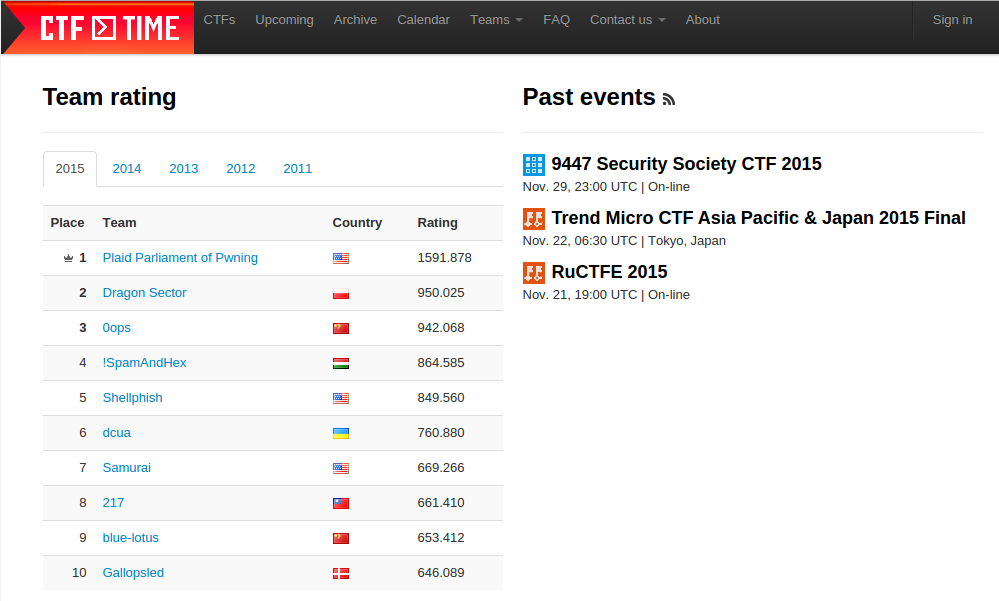 CTF TIME
CTFs Upcoming Archive Calendar Teams FAQ Contact us About Sign in
Team rating
2015 2014 2013 2012 2011
Place Team Country Rating
1 Plaid Parliament of Pwning 1591.878
2 Dragon Sector 950.025
3 0ops 942.068
4 !SpamAndHex 864.585
5 Shellphish 849.560
6 dcua 760.880
7 Samurai 669.266
8 217 661.410
9 blue-lotus 653.412
10 Gallopsled 646.089
Past events
9447 Security Society CTF 2015
Nov. 29, 23:00 UTC | On-line
Trend Micro CTF Asia Pacific & Japan 2015 Final
Nov. 22, 06:30 UTC | Tokyo, Japan
RuCTFE 2015
Nov. 21, 19:00 UTC | On-line